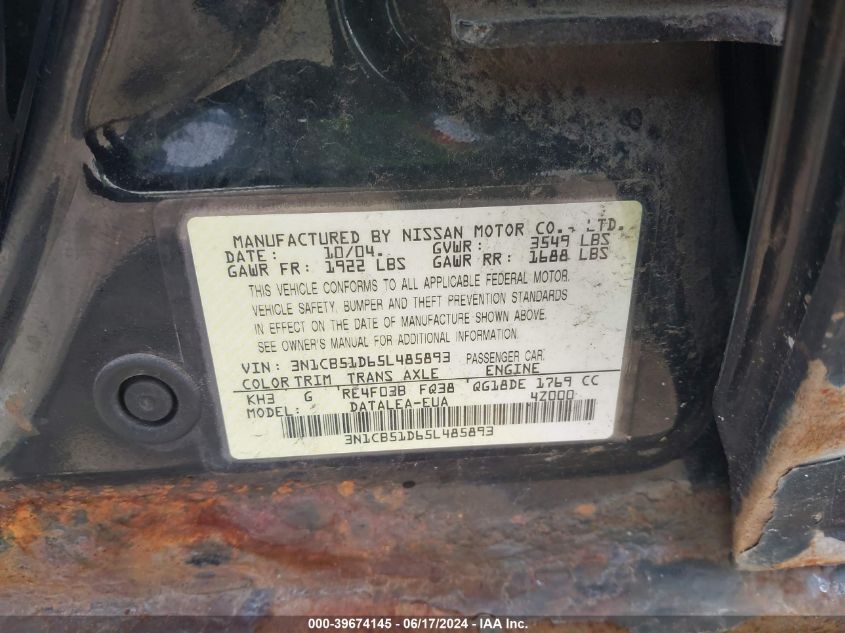 MANUFACTURED BY NISSAN MOTOR CO., LTD.
DATE: 10/04. GVWR: 3549 LBS
GAWR FR: 1922 LBS GAWR RR: 1688 LBS
THIS VEHICLE CONFORMS TO ALL APPLICABLE FEDERAL MOTOR
VEHICLE SAFETY, BUMPER AND THEFT PREVENTION STANDARDS
IN EFFECT ON THE DATE OF MANUFACTURE SHOWN ABOVE.
SEE OWNER'S MANUAL FOR ADDITIONAL INFORMATION.
VIN: 3N1CB51D65L485893 PASSENGER CAR
COLOR TRIM TRANS AXLE ENGINE
KH3 G RE4F03B FQ38 QG18DE 1769 CC
MODEL: DATALEA-EUA 4Z000
3N1CB51D65L485893
000-39674145 - 06/17/2024 - IAA Inc.